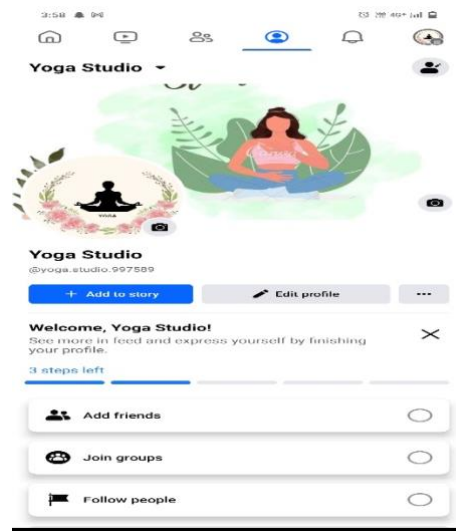 3:58
Yoga Studio
YOGA
Yoga Studio
@yoga.studio.997589
+ Add to story
Edit profile
Welcome, Yoga Studio!
See more in feed and express yourself by finishing
your profile.
3 steps left
Add friends
Join groups
Follow people